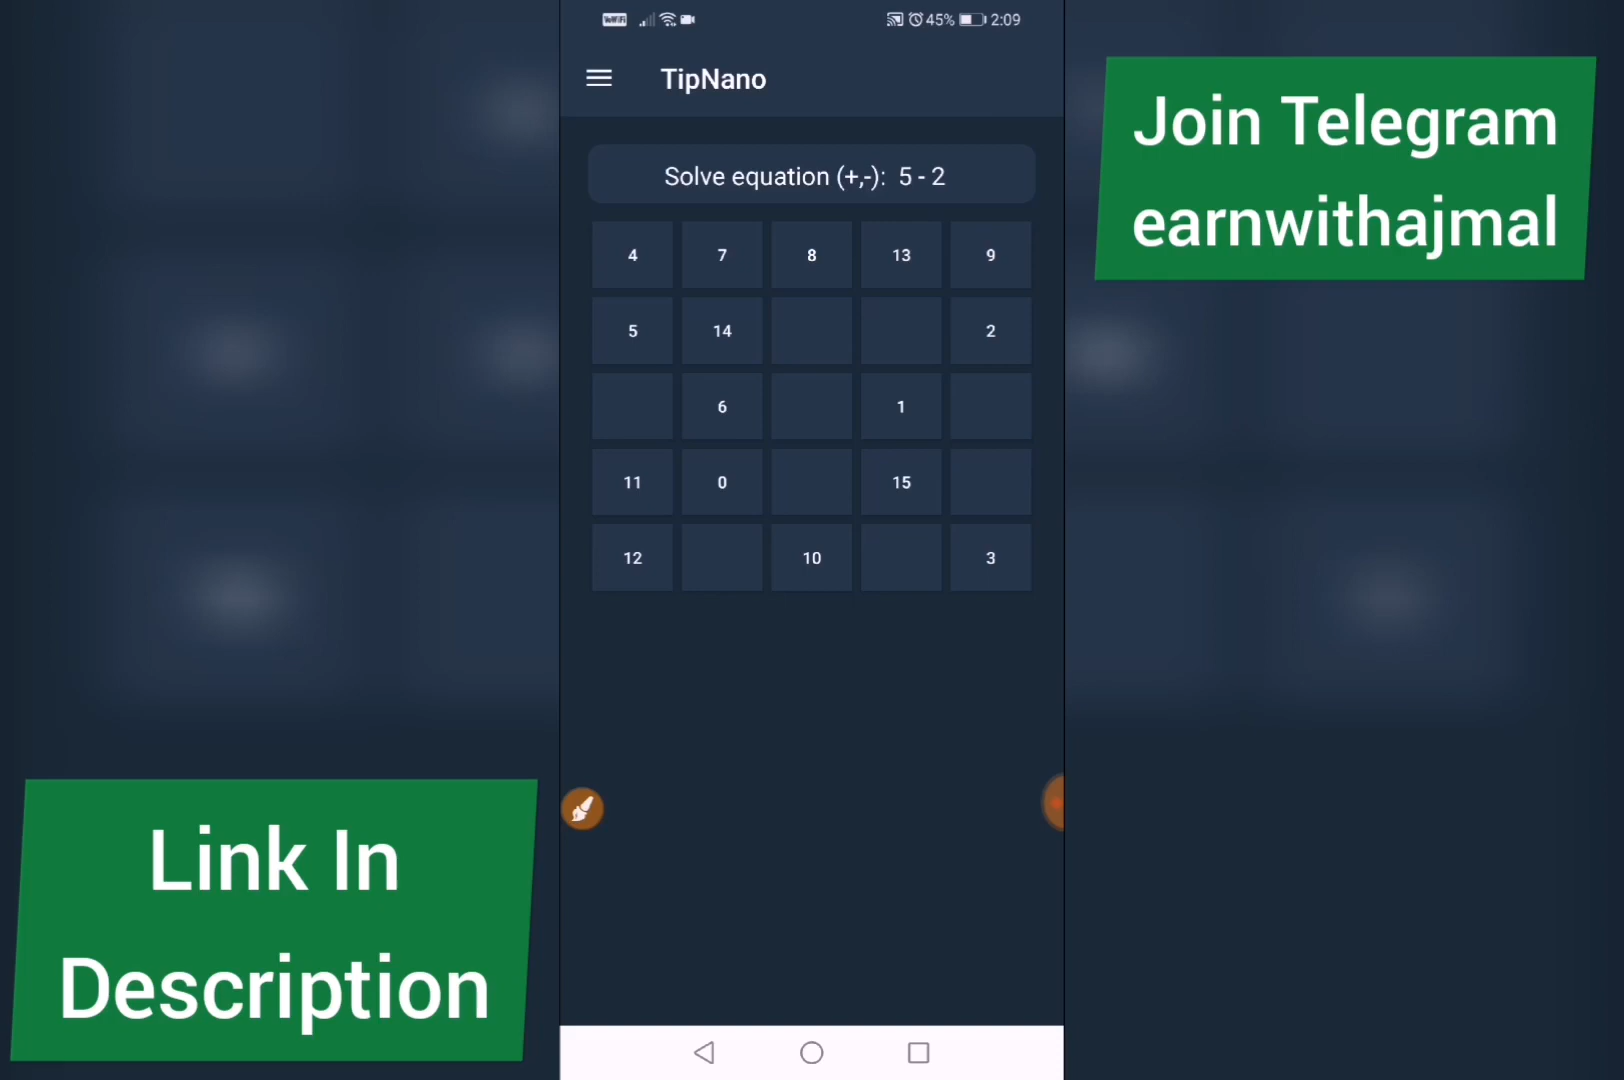 VoWiFi 45% 2:09
TipNano
Join Telegram
earnwithajmal
Solve equation (+,-): 5 - 2
4 7 8 13 9
5 14 2
6 1
11 0 15
12 10 3
Link In
Description